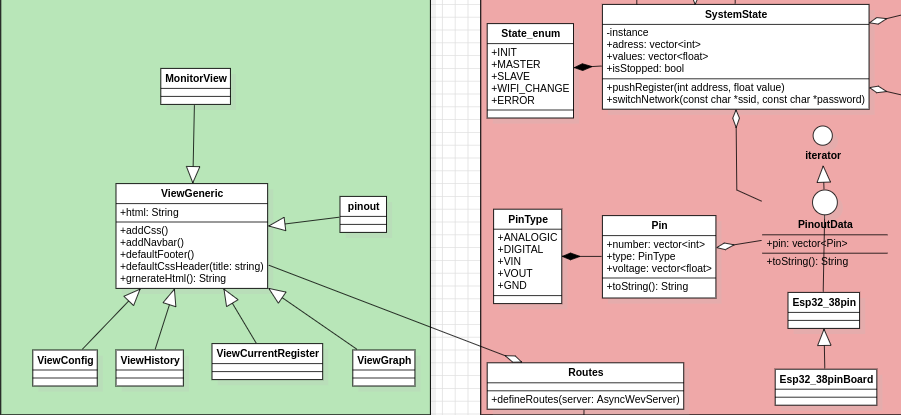 MonitorView
ViewGeneric
+html: String
+addCss()
+addNavbar()
+defaultFooter()
+defaultCssHeader(title: string)
+grnerateHtml(): String
pinout
ViewConfig
ViewHistory
ViewCurrentRegister
ViewGraph
State_enum
+INIT
+MASTER
+SLAVE
+WIFI_CHANGE
+ERROR
SystemState
-instance
+adress: vector<int>
+values: vector<float>
+isStopped: bool
+pushRegister(int address, float value)
+switchNetwork(const char *ssid, const char *password)
iterator
PinType
+ANALOGIC
+DIGITAL
+VIN
+VOUT
+GND
Pin
+number: vector<int>
+type: PinType
+voltage: vector<float>
+toString(): String
PinoutData
+pin: vector<Pin>
+toString(): String
Esp32_38pin
Esp32_38pinBoard
Routes
+defineRoutes(server: AsyncWevServer)